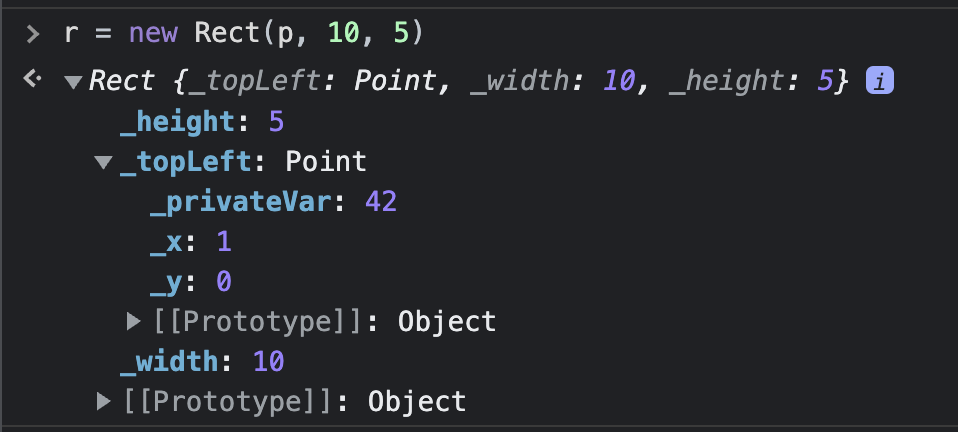 > r = new Rect(p, 10, 5)
Rect {_topLeft: Point, _width: 10, _height: 5} i
_height: 5
_topLeft: Point
_privateVar: 42
_x: 1
_y: 0
[[Prototype]]: Object
_width: 10
[[Prototype]]: Object